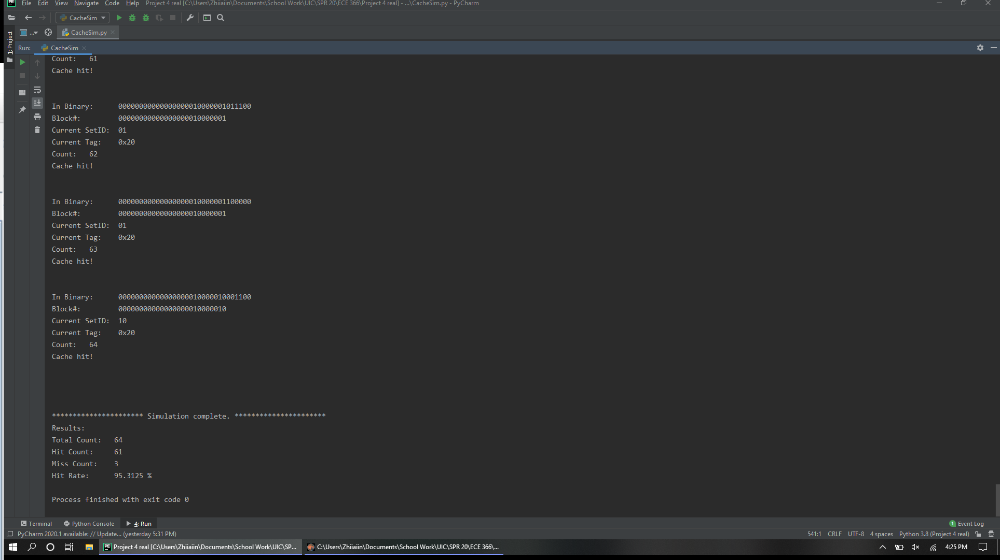 PE File Edit View Navigate Code Help Project 4 real [C:\Users\Zhiiaiin\Documents\School Work\UIC\SPR 20\ECE 366\Project 4 real] - ...\CacheSim.py - PyCharm
CacheSim
... CacheSim.py
1: Project
Run: CacheSim
Count: 61
Cache hit!
In Binary: 00000000000000000010000001011100
Block#: 00000000000000000010000001
Current SetID: 01
Current Tag: 0x20
Count: 62
Cache hit!
In Binary: 00000000000000000010000001100000
Block#: 00000000000000000010000001
Current SetID: 01
Current Tag: 0x20
Count: 63
Cache hit!
In Binary: 00000000000000000010000010001100
Block#: 00000000000000000010000010
Current SetID: 10
Current Tag: 0x20
Count: 64
Cache hit!
********************** Simulation complete. **********************
Results:
Total Count: 64
Hit Count: 61
Miss Count: 3
Hit Rate: 95.3125 %
Process finished with exit code 0
Terminal Python Console 4: Run 1 Event Log
PyCharm 2020.1 available: // Update... (yesterday 5:31 PM) 541:1 CRLF UTF-8 4 spaces Python 3.8 (Project 4 real)
PE Project 4 real [C:\Users\Zhiiaiin\Documents\School Work\UIC\SP... C:\Users\Zhiiaiin\Documents\School Work\UIC\SPR 20\ECE 366\... 4:25 PM